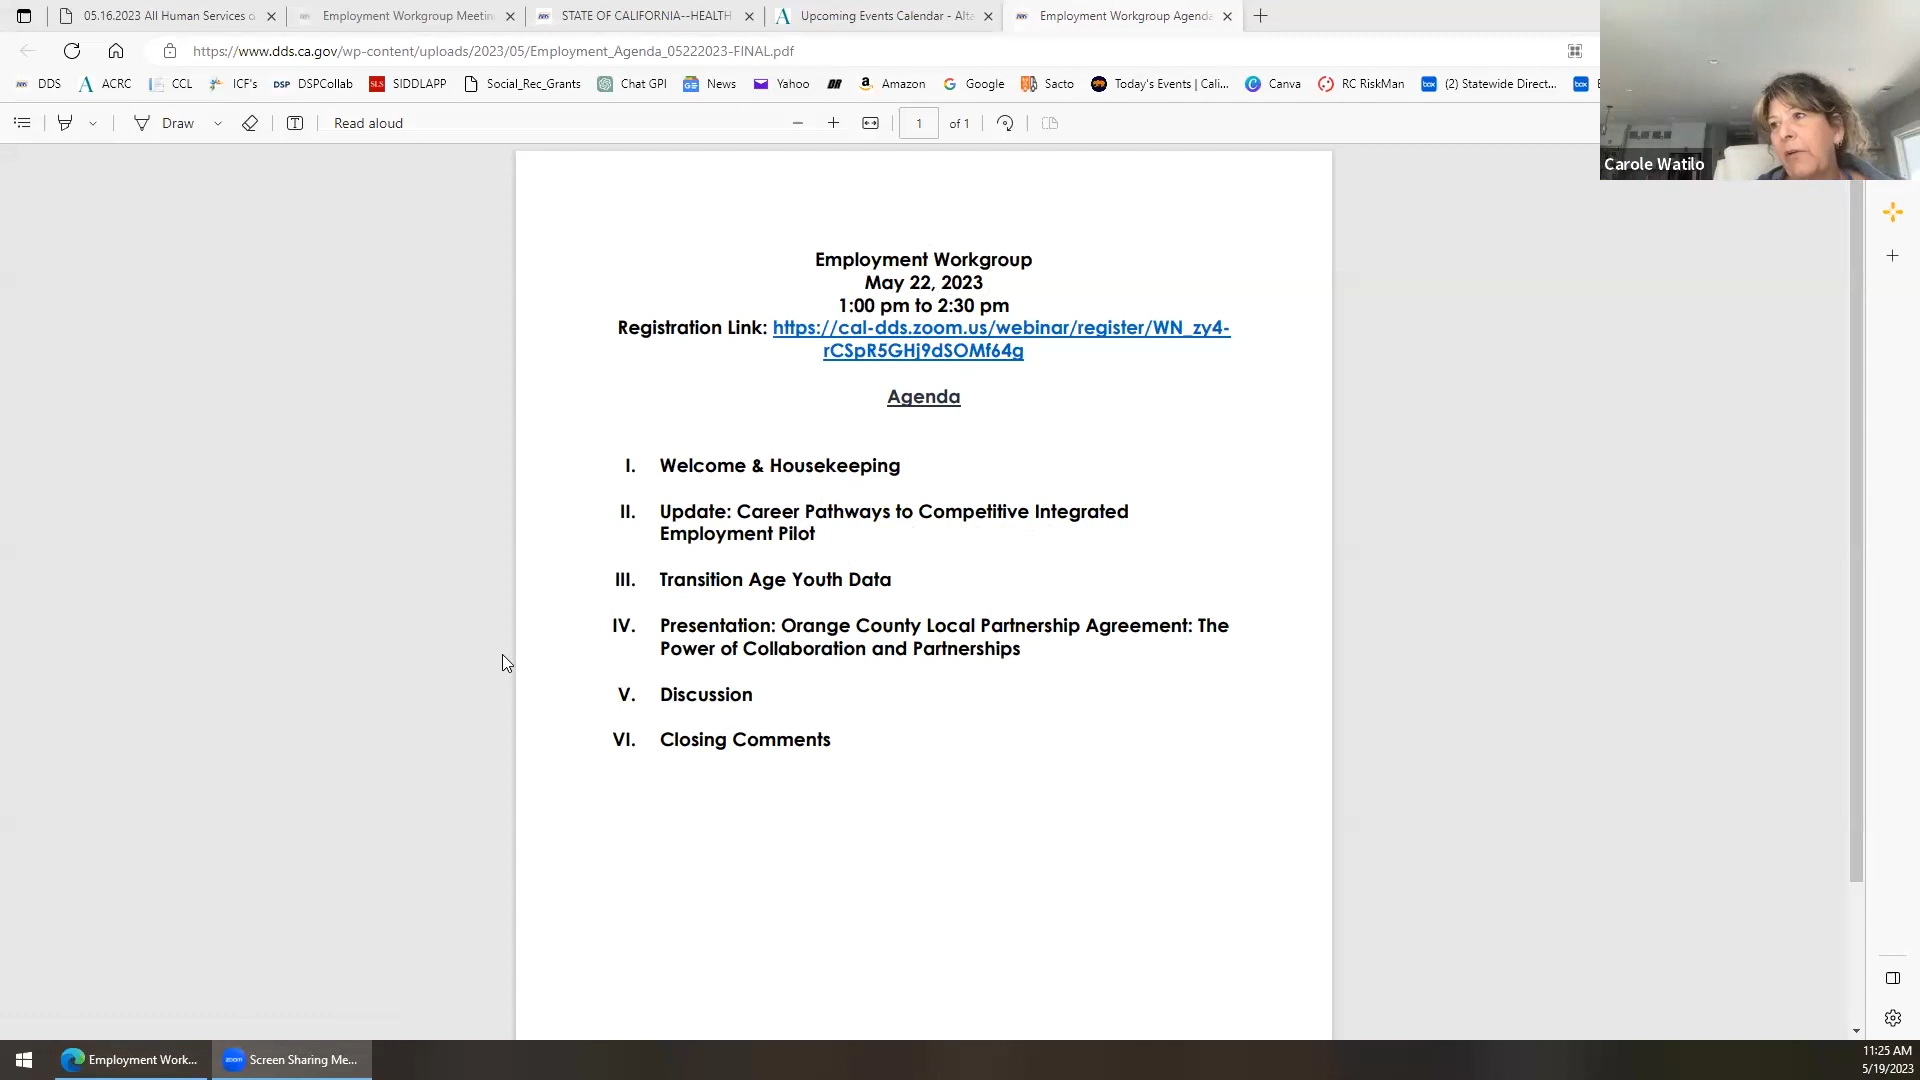 05.16.2023 All Human Services
Employment Workgroup Meetin
STATE OF CALIFORNIA--HEALTH
Upcoming Events Calendar - Alta
Employment Workgroup Agenda
https://www.dds.ca.gov/wp-content/uploads/2023/05/Employment_Agenda_05222023-FINAL.pdf
DDS ACRC CCL ICF's DSP DSPCollab SLS SIDDLAPP Social_Rec_Grants Chat GPI News Yahoo Amazon Google Sacto Today's Events | Cali... Canva RC RiskMan box (2) Statewide Direct... box
Draw Read aloud 1 of 1
Carole Watilo
Employment Workgroup
May 22, 2023
1:00 pm to 2:30 pm
Registration Link: https://cal-dds.zoom.us/webinar/register/WN_zy4-
rCSpR5GHj9dSOMf64g
Agenda
I. Welcome & Housekeeping
II. Update: Career Pathways to Competitive Integrated
Employment Pilot
III. Transition Age Youth Data
IV. Presentation: Orange County Local Partnership Agreement: The
Power of Collaboration and Partnerships
V. Discussion
VI. Closing Comments
Employment Work...
zoom Screen Sharing Me...
11:25 AM
5/19/2023